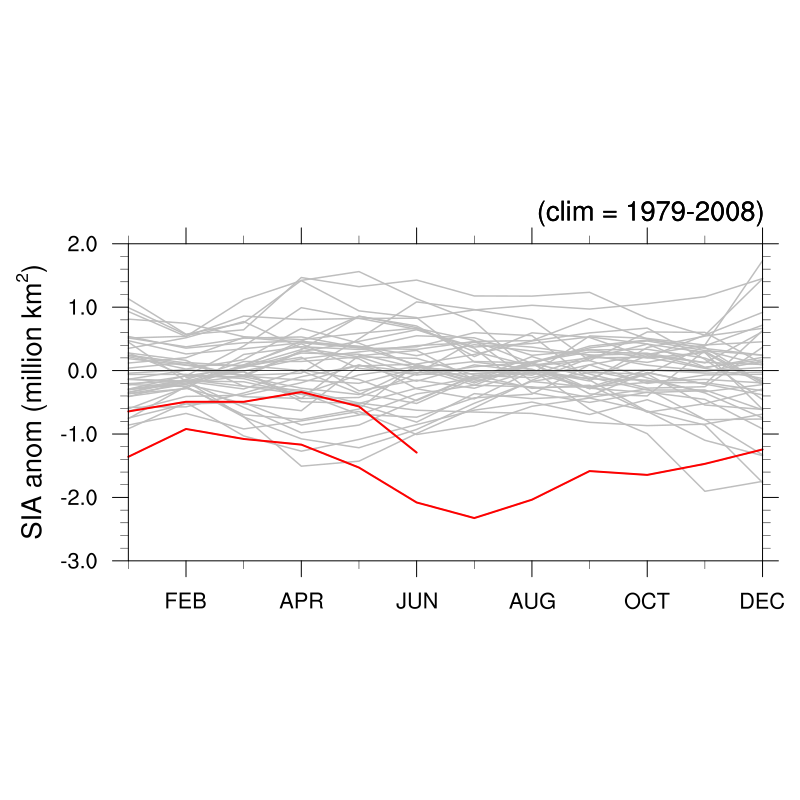 (clim = 1979-2008)
SIA anom (million km²)
2.0
1.0
0.0
-1.0
-2.0
-3.0
FEB APR JUN AUG OCT DEC